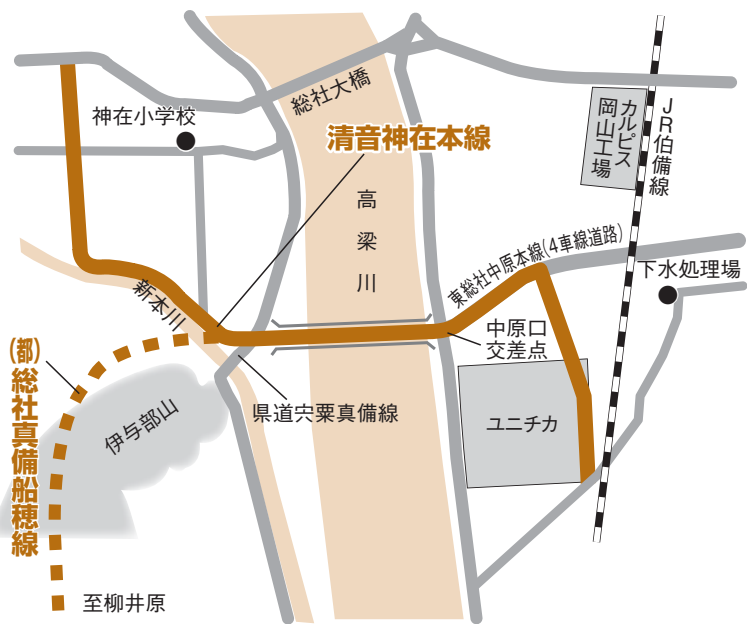 総社大橋
神在小学校
清音神在本線
高梁川
カルピス
岡山工場
JR伯備線
東総社中原本線(4車線道路)
下水処理場
新本川
中原口
交差点
(都)総社真備船穂線
県道宍粟真備線
伊与部山
ユニチカ
至柳井原